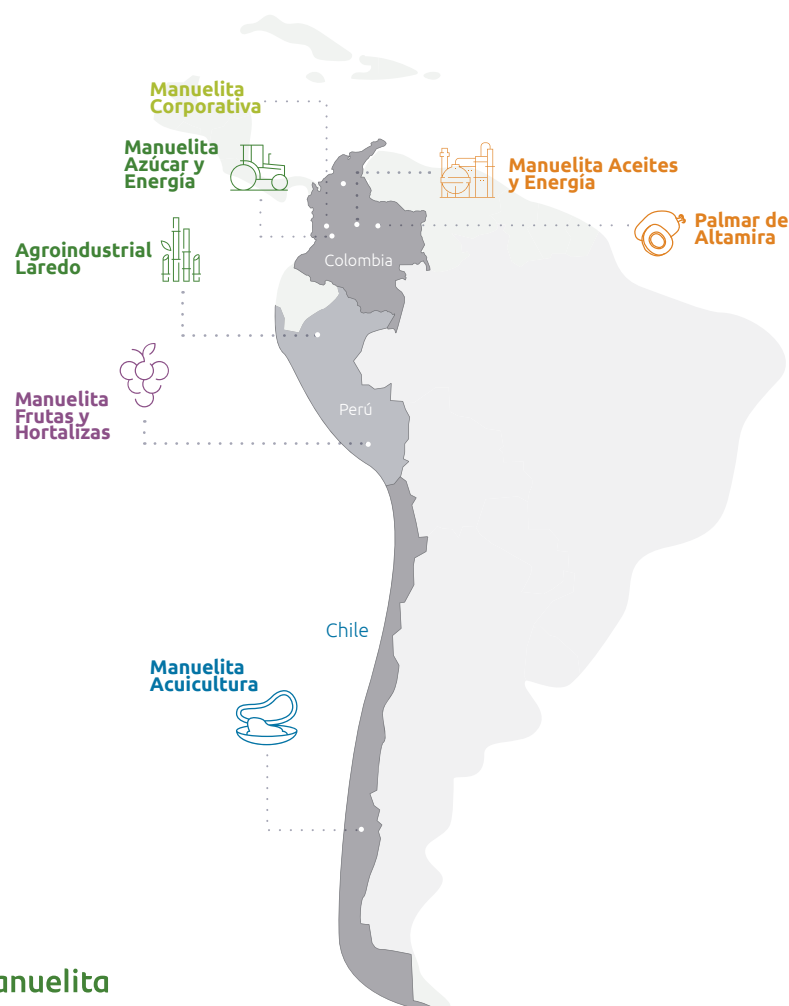 Manuelita
Corporativa
Manuelita
Azúcar y
Energía
Manuelita Aceites
y Energía
Palmar de
Altamira
Agroindustrial
Laredo
Colombia
Manuelita
Frutas y
Hortalizas
Perú
Chile
Manuelita
Acuicultura
anuelita